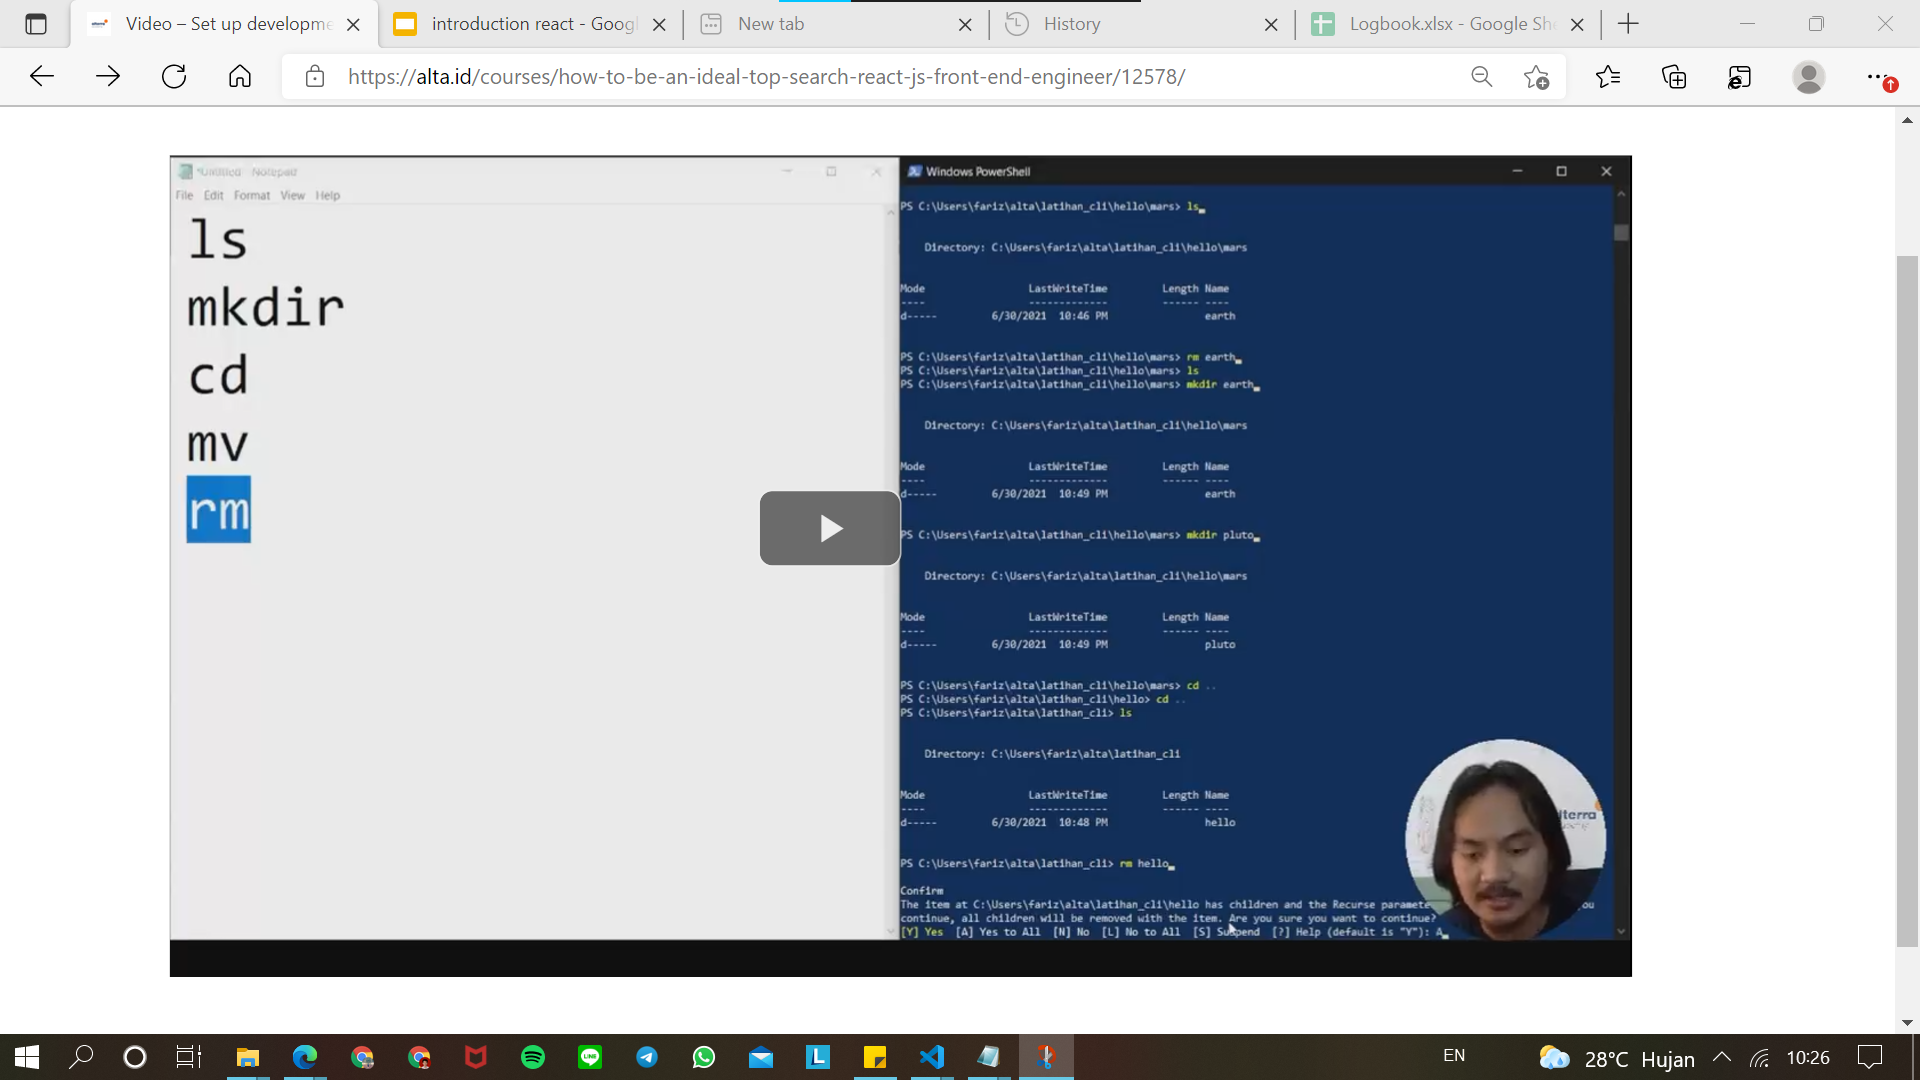 Video – Set up developme
introduction react - Goog
New tab
History
Logbook.xlsx - Google She
https://alta.id/courses/how-to-be-an-ideal-top-search-react-js-front-end-engineer/12578/
*Untitled - Notepad
File Edit Format View Help
ls
mkdir
cd
mv
rm
Windows PowerShell
PS C:\Users\fariz\alta\latihan_cli\hello\mars> ls
Directory: C:\Users\fariz\alta\latihan_cli\hello\mars
Mode LastWriteTime Length Name
---- ------------- ------ ----
d----- 6/30/2021 10:46 PM earth
PS C:\Users\fariz\alta\latihan_cli\hello\mars> rm earth
PS C:\Users\fariz\alta\latihan_cli\hello\mars> ls
PS C:\Users\fariz\alta\latihan_cli\hello\mars> mkdir earth
Directory: C:\Users\fariz\alta\latihan_cli\hello\mars
Mode LastWriteTime Length Name
---- ------------- ------ ----
d----- 6/30/2021 10:49 PM earth
PS C:\Users\fariz\alta\latihan_cli\hello\mars> mkdir pluto
Directory: C:\Users\fariz\alta\latihan_cli\hello\mars
Mode LastWriteTime Length Name
---- ------------- ------ ----
d----- 6/30/2021 10:49 PM pluto
PS C:\Users\fariz\alta\latihan_cli\hello\mars> cd ..
PS C:\Users\fariz\alta\latihan_cli\hello> cd ..
PS C:\Users\fariz\alta\latihan_cli> ls
Directory: C:\Users\fariz\alta\latihan_cli
Mode LastWriteTime Length Name
---- ------------- ------ ----
d----- 6/30/2021 10:48 PM hello
PS C:\Users\fariz\alta\latihan_cli> rm hello
Confirm
The item at C:\Users\fariz\alta\latihan_cli\hello has children and the Recurse paramete ou
continue, all children will be removed with the item. Are you sure you want to continue?
[Y] Yes [A] Yes to All [N] No [L] No to All [S] Suspend [?] Help (default is "Y"): A
lterra
EN
28°C Hujan
10:26